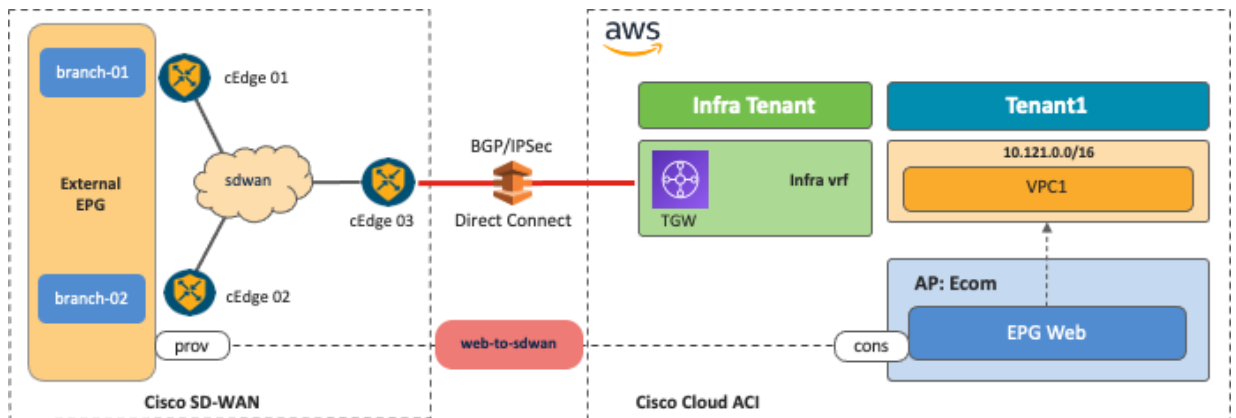 branch-01
cEdge 01
External
EPG
sdwan
cEdge 03
branch-02
cEdge 02
prov
Cisco SD-WAN
BGP/IPSec
Direct Connect
web-to-sdwan
aws
Infra Tenant
Tenant1
TGW
Infra vrf
10.121.0.0/16
VPC1
AP: Ecom
EPG Web
cons
Cisco Cloud ACI